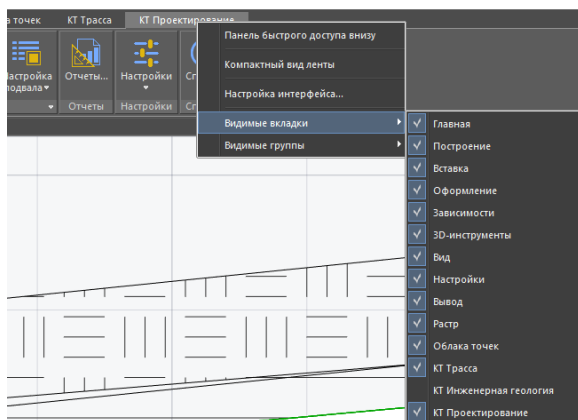 а точек КТ Трасса КТ Проектирование
Панель быстрого доступа внизу
Компактный вид ленты
Настройка интерфейса...
Видимые вкладки
Видимые группы
Настройка подвала
Отчеты...
Настройки
Сп
Отчеты Настройки Сп
Главная
Построение
Вставка
Оформление
Зависимости
3D-инструменты
Вид
Настройки
Вывод
Растр
Облака точек
КТ Трасса
КТ Инженерная геология
КТ Проектирование